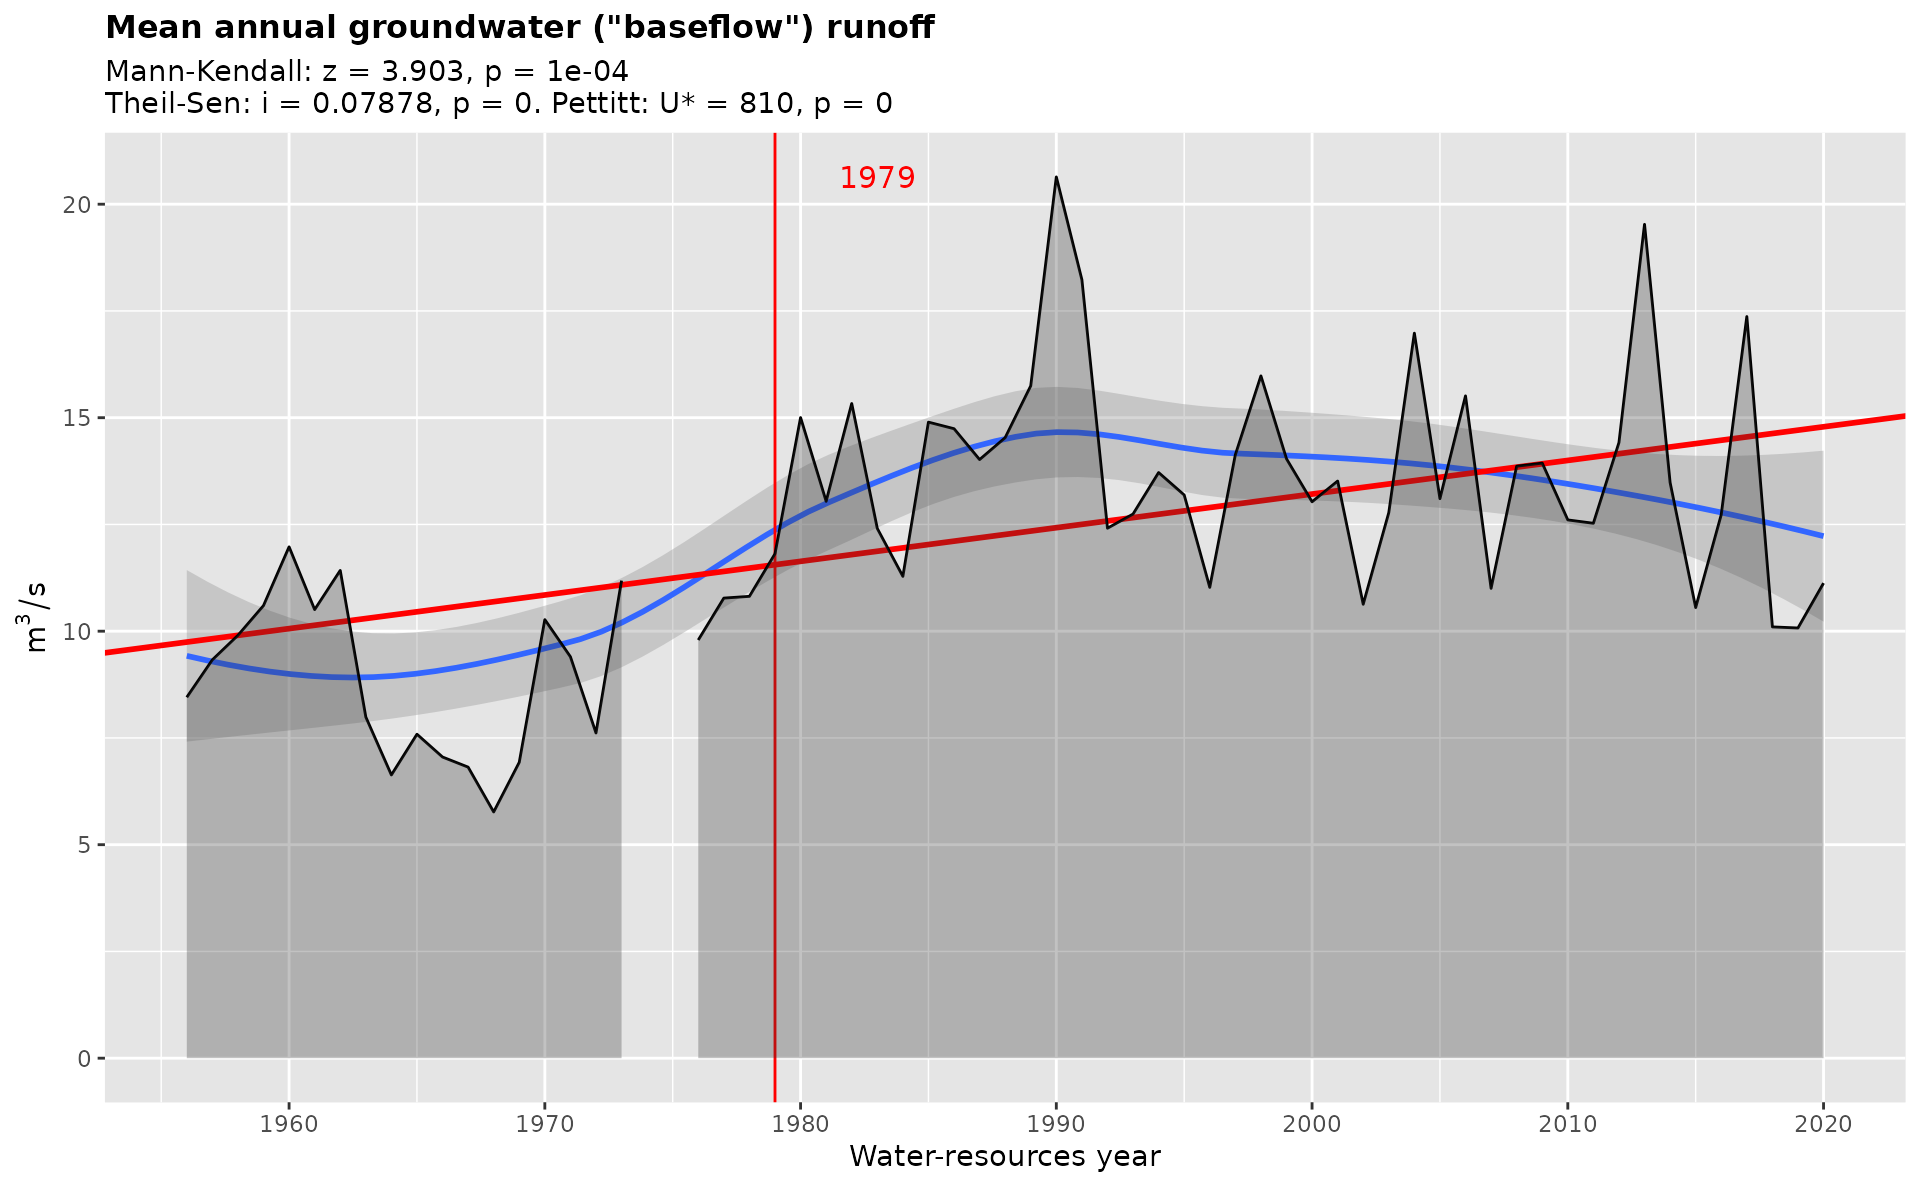 Mean annual groundwater ("baseflow") runoff
Mann-Kendall: z = 3.903, p = 1e-04
Theil-Sen: i = 0.07878, p = 0. Pettitt: U* = 810, p = 0
1979
20
15
10
5
0
m³/s
1960 1970 1980 1990 2000 2010 2020
Water-resources year